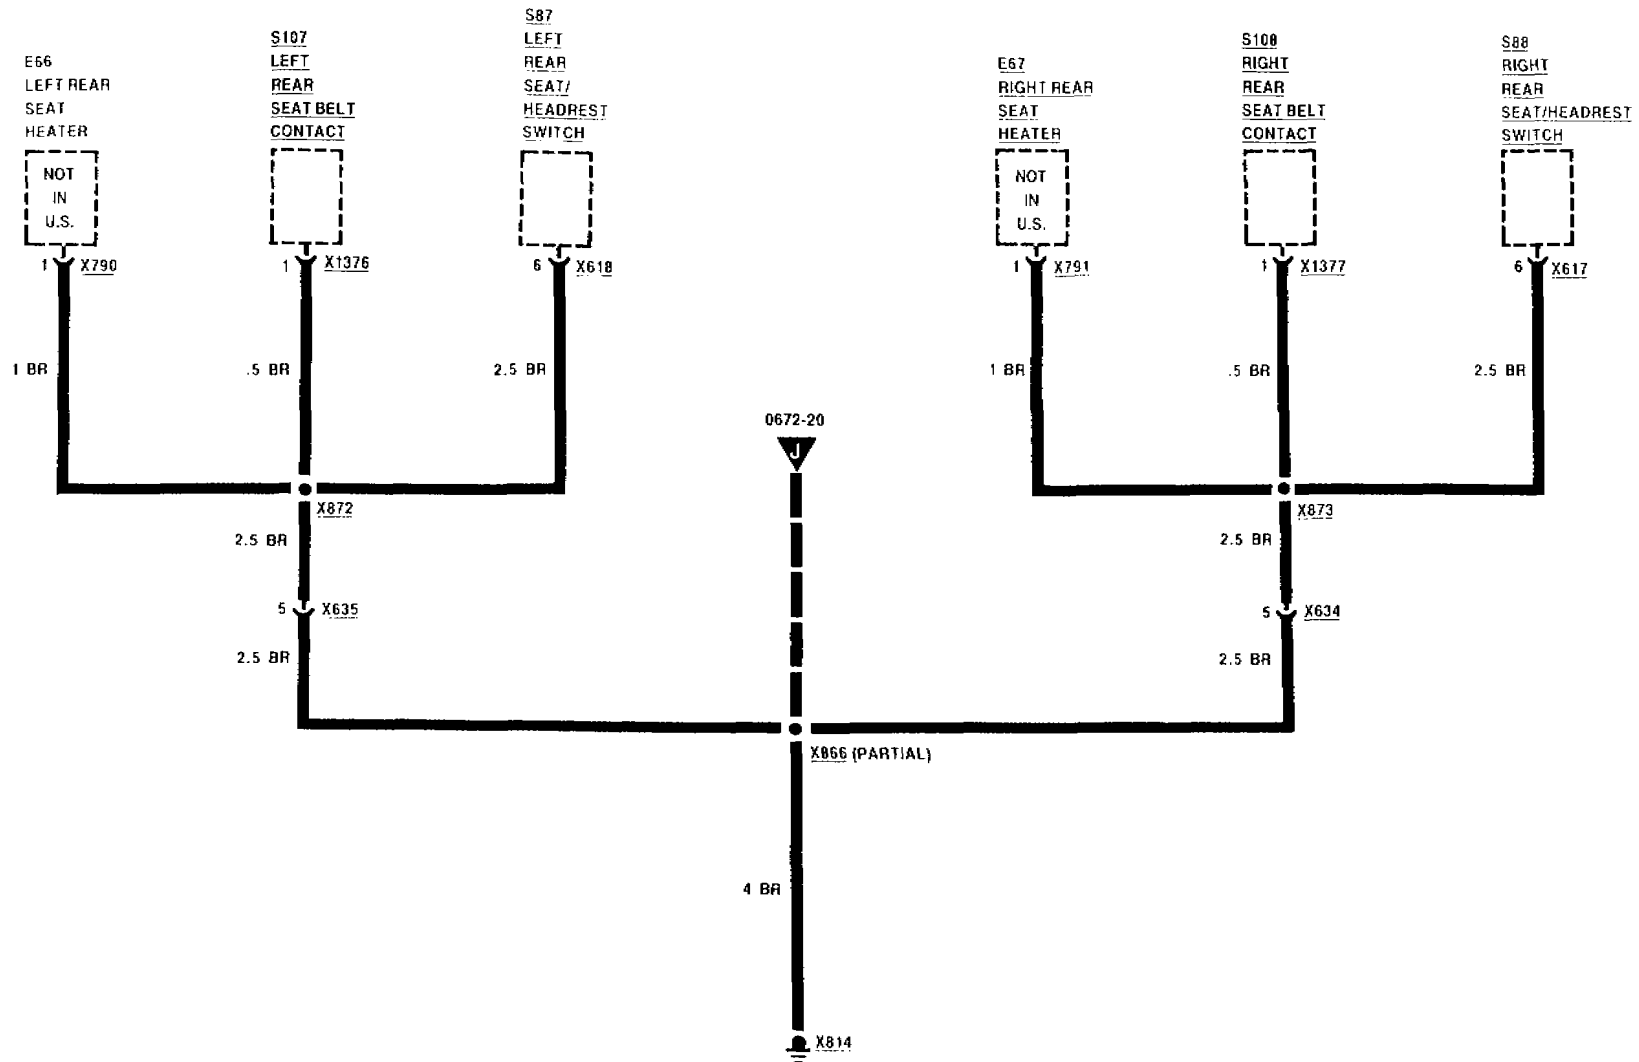 E66
LEFT REAR
SEAT
HEATER
S107
LEFT
REAR
SEAT BELT
CONTACT
S87
LEFT
REAR
SEAT/
HEADREST
SWITCH
E67
RIGHT REAR
SEAT
HEATER
S108
RIGHT
REAR
SEAT BELT
CONTACT
S88
RIGHT
REAR
SEAT/HEADREST
SWITCH
NOT
IN
U.S.
NOT
IN
U.S.
1 X790
1 X1376
6 X618
1 X791
1 X1377
6 X617
1 BR
.5 BR
2.5 BR
1 BR
.5 BR
2.5 BR
0672-20
J
X872
X873
2.5 BR
2.5 BR
5 X635
5 X634
2.5 BR
2.5 BR
X866 (PARTIAL)
4 BR
X814